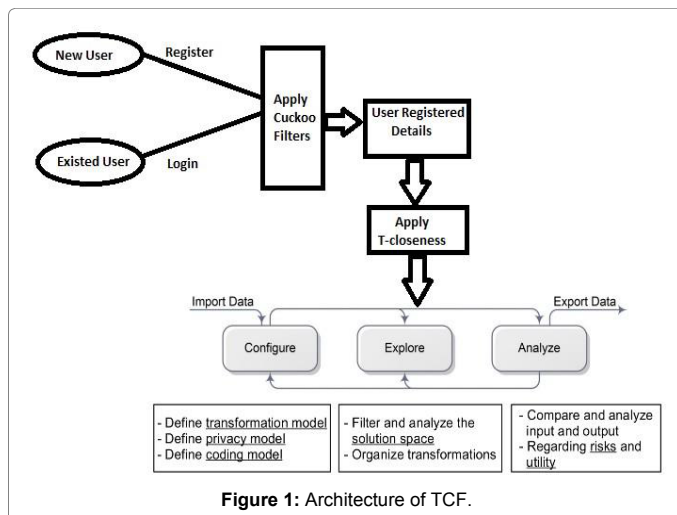 New User
Register
Apply
Cuckoo
Filters
User Registered
Details
Existed User
Login
Apply
T-closeness
Import Data
Export Data
Configure
Explore
Analyze
- Define transformation model
- Define privacy model
- Define coding model
- Filter and analyze the
solution space
- Organize transformations
- Compare and analyze
input and output
- Regarding risks and
utility
Figure 1: Architecture of TCF.